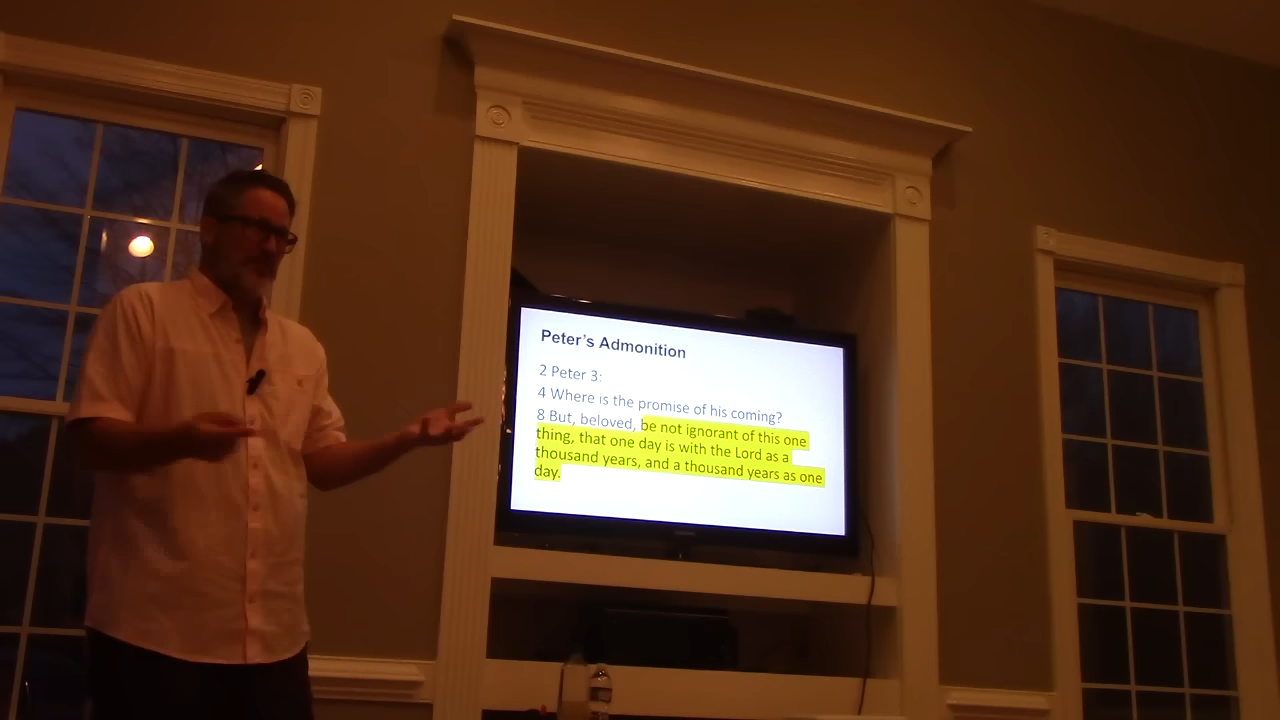 Peter's Admonition
2 Peter 3:
4 Where is the promise of his coming?
8 But, beloved, be not ignorant of this one
thing, that one day is with the Lord as a
thousand years, and a thousand years as one
day.